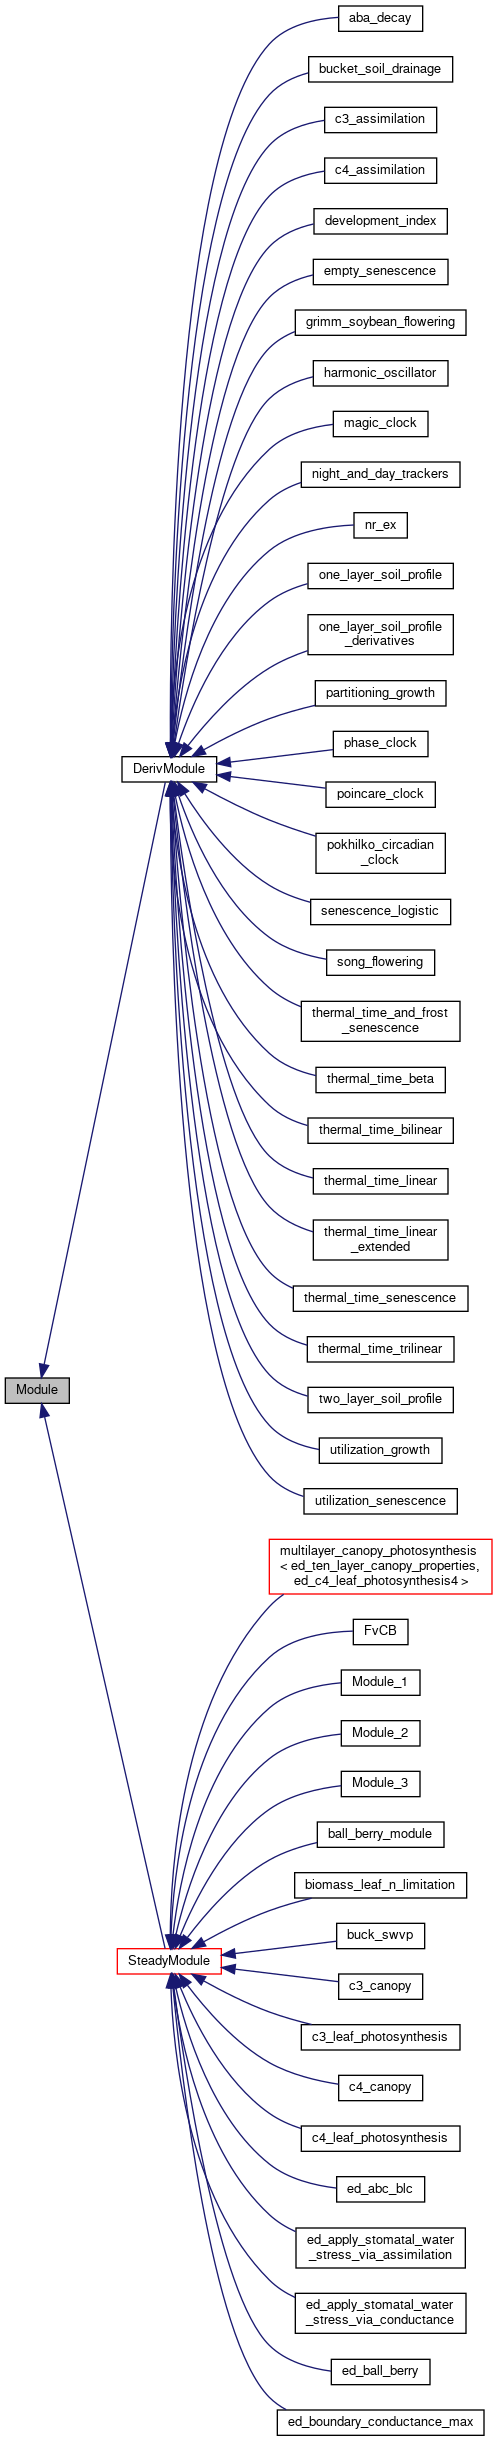 aba_decay
bucket_soil_drainage
c3_assimilation
c4_assimilation
development_index
empty_senescence
grimm_soybean_flowering
harmonic_oscillator
magic_clock
night_and_day_trackers
nr_ex
one_layer_soil_profile
one_layer_soil_profile
_derivatives
partitioning_growth
phase_clock
DerivModule
poincare_clock
pokhilko_circadian
_clock
senescence_logistic
song_flowering
thermal_time_and_frost
_senescence
thermal_time_beta
thermal_time_bilinear
thermal_time_linear
thermal_time_linear
_extended
thermal_time_senescence
thermal_time_trilinear
Module
two_layer_soil_profile
utilization_growth
utilization_senescence
multilayer_canopy_photosynthesis
< ed_ten_layer_canopy_properties,
ed_c4_leaf_photosynthesis4 >
FvCB
Module_1
Module_2
Module_3
ball_berry_module
biomass_leaf_n_limitation
buck_swvp
SteadyModule
c3_canopy
c3_leaf_photosynthesis
c4_canopy
c4_leaf_photosynthesis
ed_abc_blc
ed_apply_stomatal_water
_stress_via_assimilation
ed_apply_stomatal_water
_stress_via_conductance
ed_ball_berry
ed_boundary_conductance_max